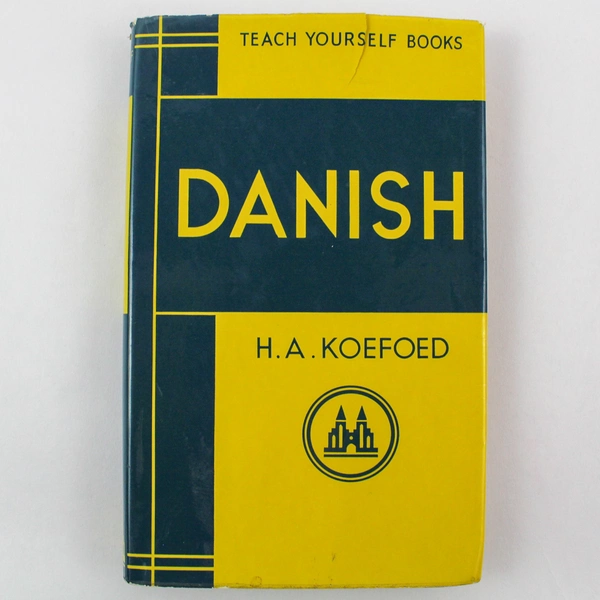 TEACH YOURSELF BOOKS
DANISH
H. A. KOEFOED